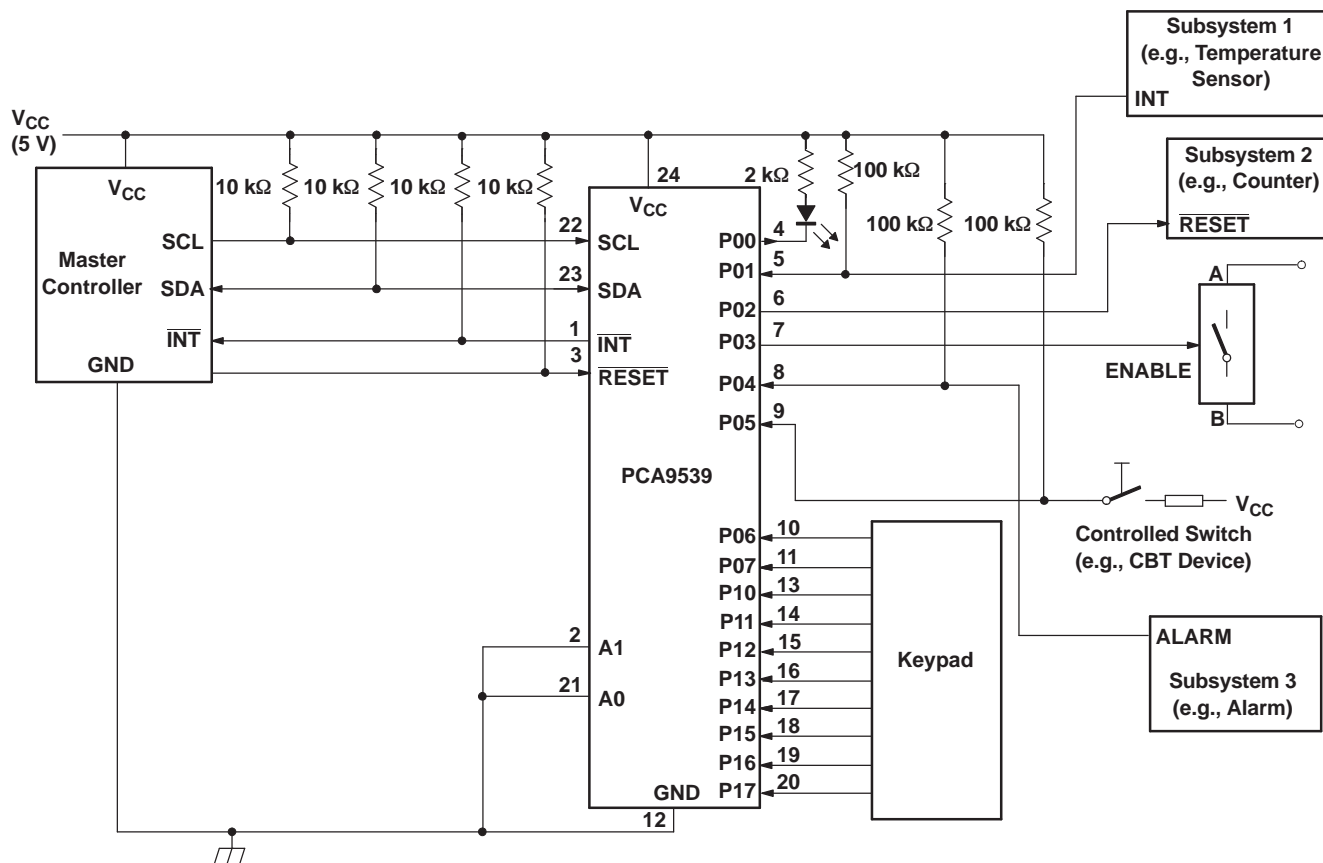 Subsystem 1
(e.g., Temperature
Sensor)
INT
V_CC
(5 V)
V_CC
10 kΩ
10 kΩ
10 kΩ
10 kΩ
24
V_CC
2 kΩ
100 kΩ
100 kΩ
100 kΩ
Subsystem 2
(e.g., Counter)
RESET
Master
Controller
SCL
SDA
INT
GND
22
SCL
23
SDA
1
INT
3
RESET
P00
4
P01
5
P02
6
P03
7
P04
8
P05
9
A
ENABLE
B
PCA9539
V_CC
Controlled Switch
(e.g., CBT Device)
P06
10
P07
11
P10
13
P11
14
P12
15
P13
16
P14
17
P15
18
P16
19
P17
20
Keypad
2
A1
21
A0
GND
12
ALARM
Subsystem 3
(e.g., Alarm)